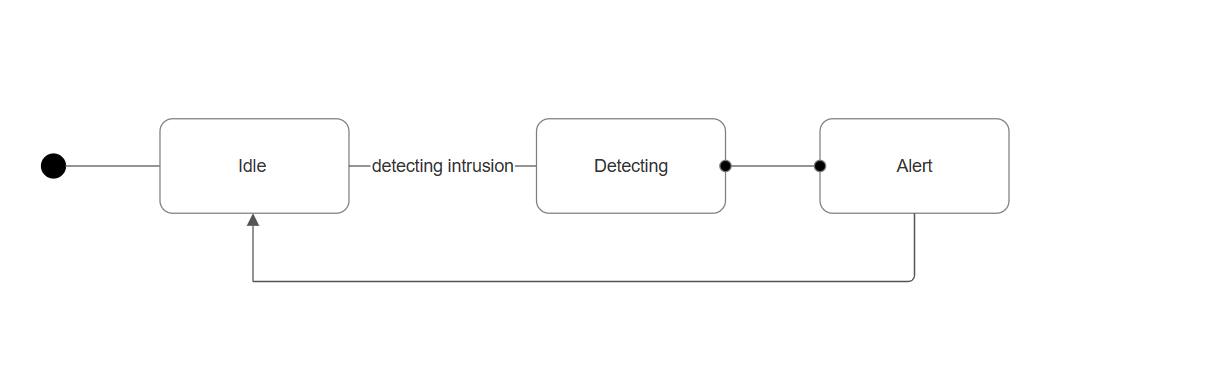 Idle
detecting intrusion
Detecting
Alert